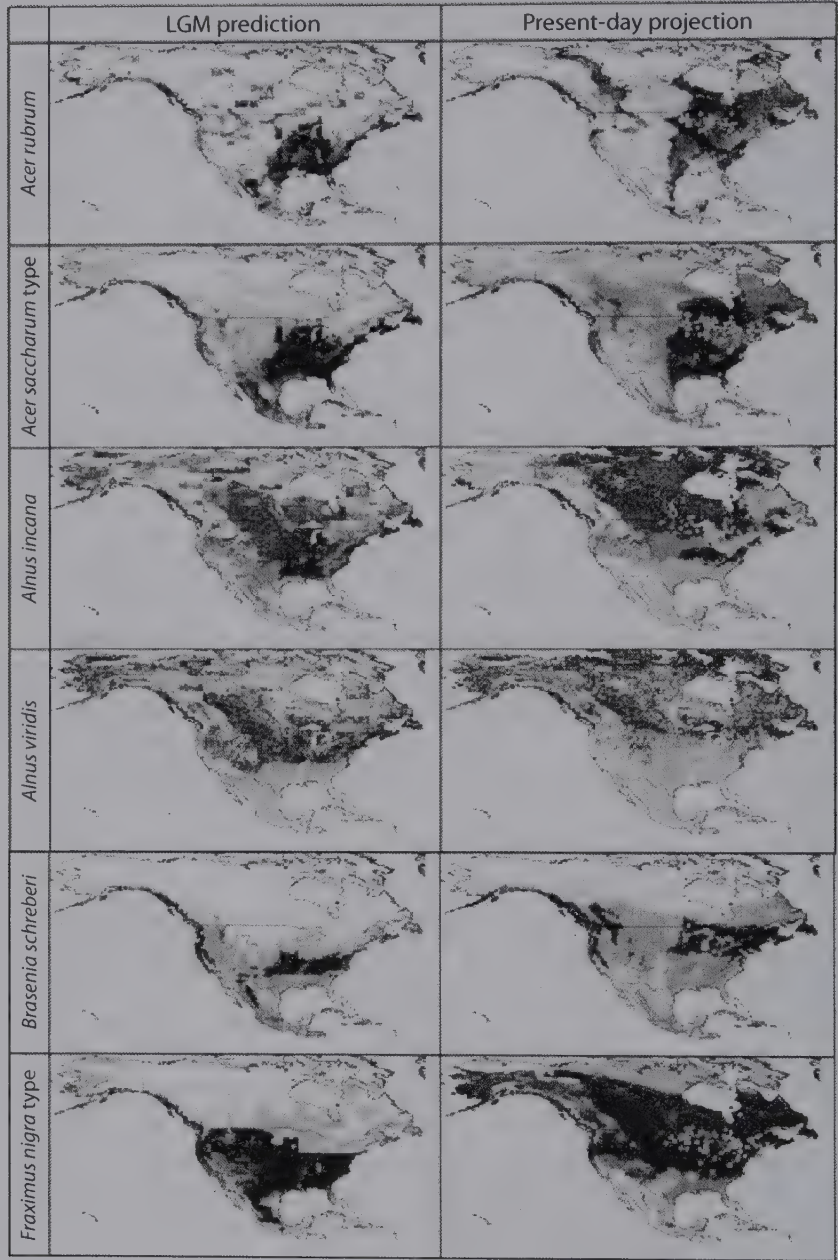 LGM prediction
Present-day projection
Acer rubrum
Acer saccharum type
Alnus incana
Alnus viridis
Brasenia schreberi
Fraximus nigra type